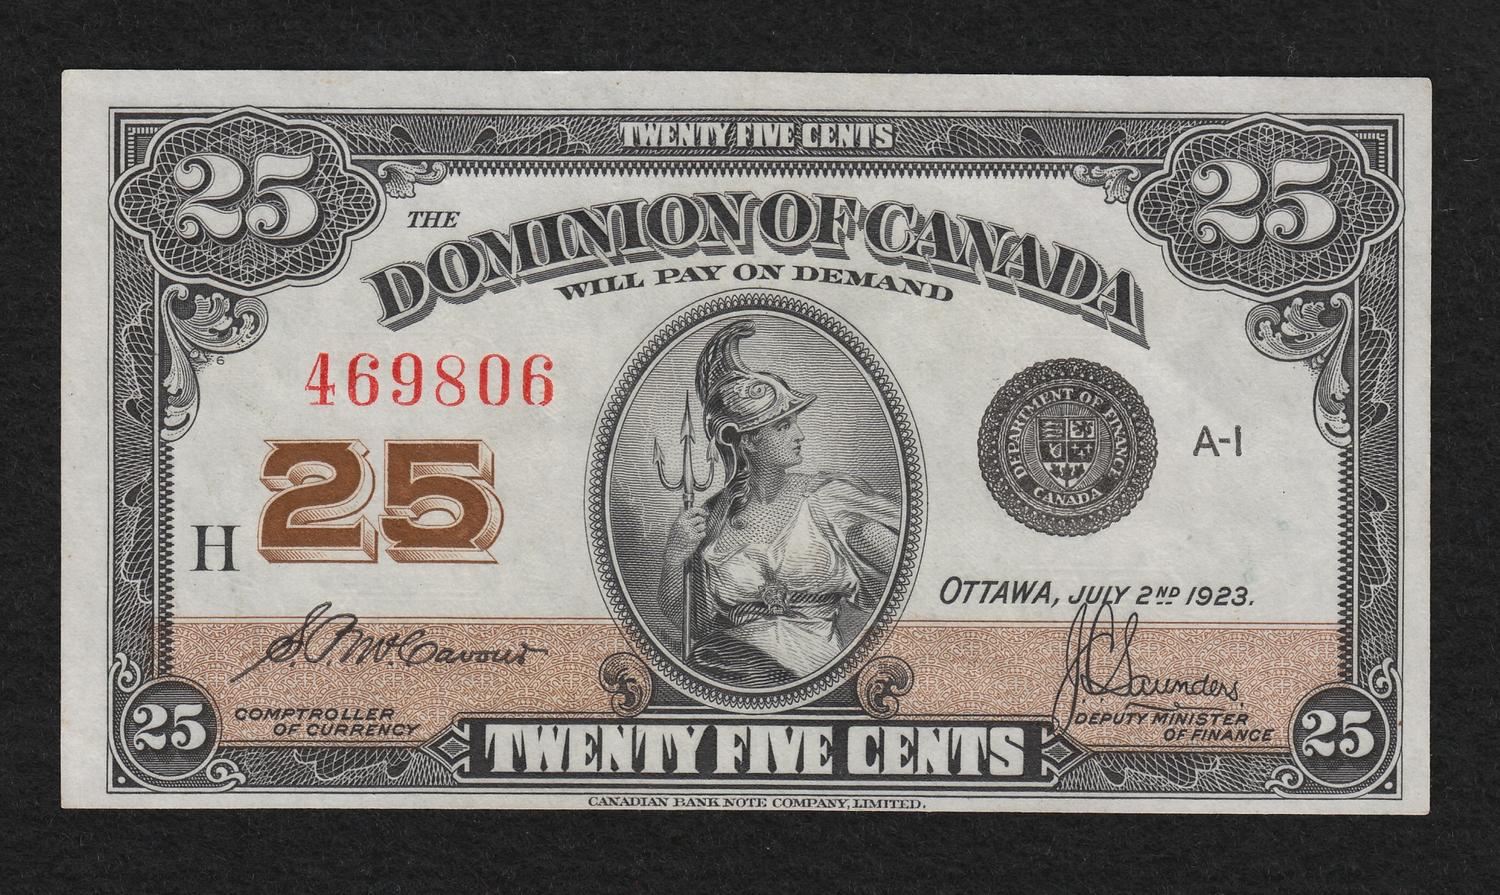 TWENTY FIVE CENTS
25
25
THE
DOMINION OF CANADA
WILL PAY ON DEMAND
469806
25
H
DEPARTMENT OF FINANCE
CANADA
A-1
OTTAWA, JULY 2ND 1923.
S.P. McCavour
J.C. Saunders
COMPTROLLER
OF CURRENCY
DEPUTY MINISTER
OF FINANCE
25
TWENTY FIVE CENTS
25
CANADIAN BANK NOTE COMPANY, LIMITED.